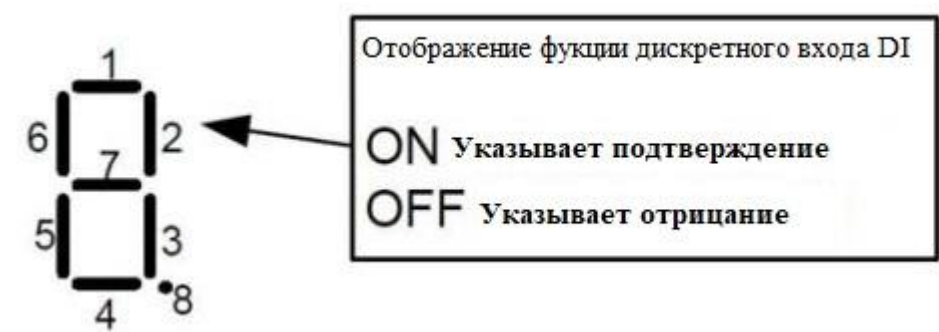 Отображение фукции дискретного входа DI
1
6
2
7
ON Указывает подтверждение
OFF Указывает отрицание
5
3
8
4